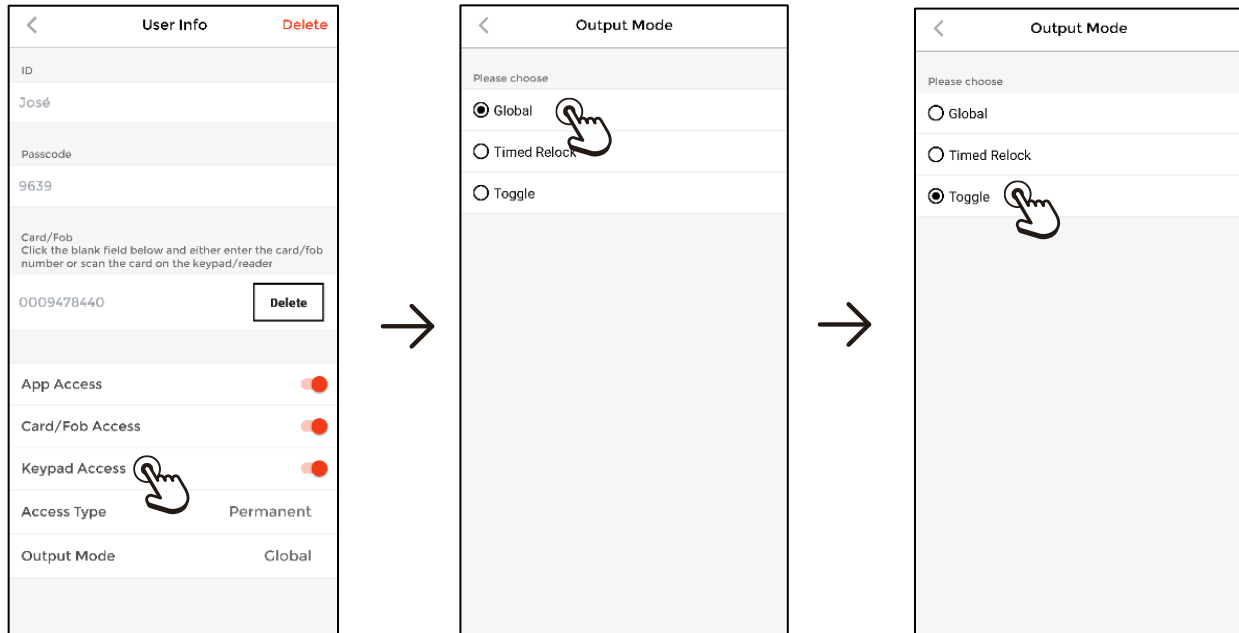 User Info
Delete
ID
José
Passcode
9639
Card/Fob
Click the blank field below and either enter the card/fob
number or scan the card on the keypad/reader
0009478440
Delete
App Access
Card/Fob Access
Keypad Access
Access Type
Permanent
Output Mode
Global
Output Mode
Please choose
Global
Timed Relock
Toggle
Output Mode
Please choose
Global
Timed Relock
Toggle